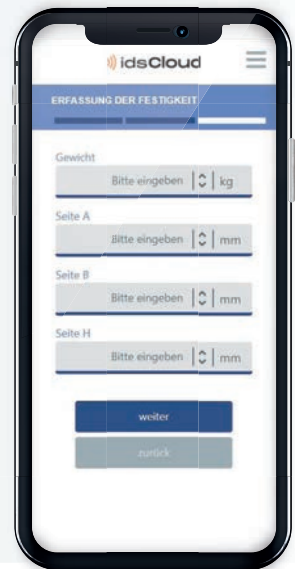 idsCloud
ERFASSUNG DER FESTIGKEIT
Gewicht
Bitte eingeben kg
Seite A
Bitte eingeben mm
Seite B
Bitte eingeben mm
Seite H
Bitte eingeben mm
weiter
zurück